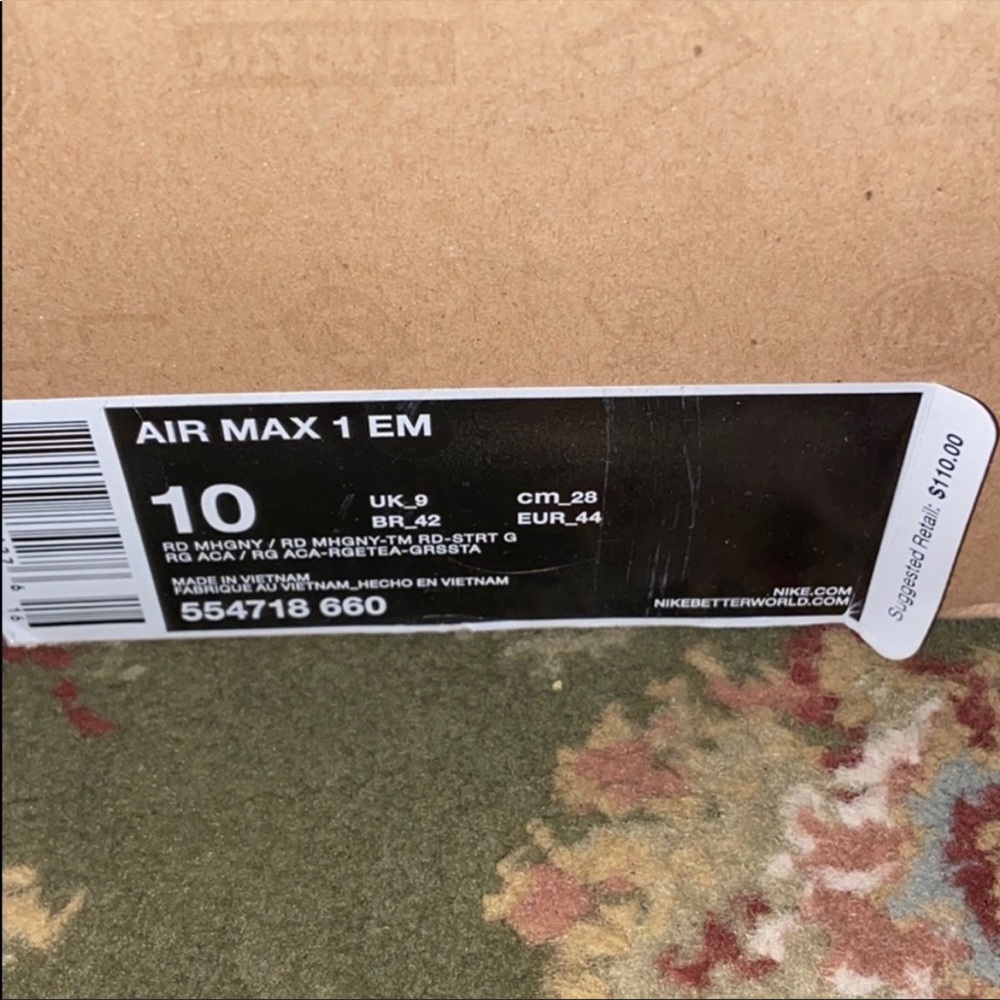 AIR MAX 1 EM
10
UK_9
cm_28
BR_42
EUR_44
RD MHGNY / RD MHGNY-TM RD-STRT G
RG ACA / RG ACA-RGETEA-GRSSTA
MADE IN VIETNAM
FABRIQUE AU VIETNAM_HECHO EN VIETNAM
554718 660
NIKE.COM
NIKEBETTERWORLD.COM
Suggested Retail: $110.00